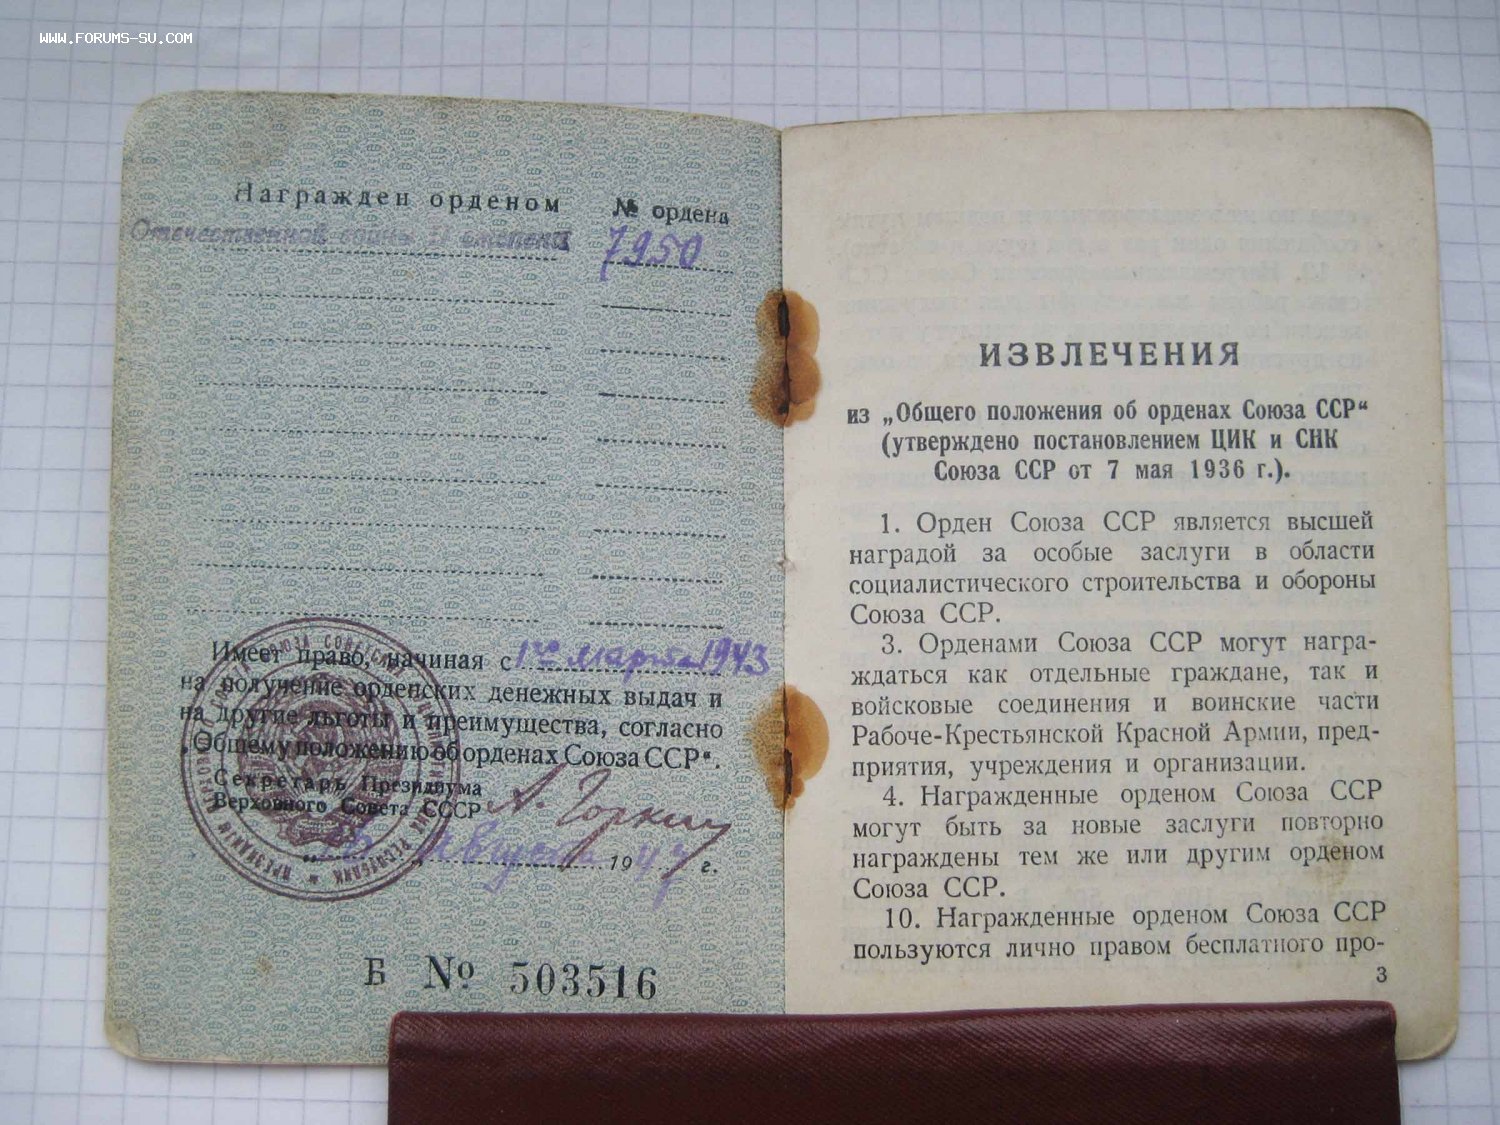 WWW.FORUMS-SU.COM
Награжден орденом № ордена
Отечественной войны II степени 7950
Имеет право, начиная с 1го марта 1943
на получение орденских денежных выдач и
на другие льготы и преимущества, согласно
„Общему положению об орденах Союза ССР“.
Секретарь Президиума
Верховного Совета СССР А. Горкин
августа 1947 г.
Б № 503516
ИЗВЛЕЧЕНИЯ
из „Общего положения об орденах Союза ССР“
(утверждено постановлением ЦИК и СНК
Союза ССР от 7 мая 1936 г.).
1. Орден Союза ССР является высшей
наградой за особые заслуги в области
социалистического строительства и обороны
Союза ССР.
3. Орденами Союза ССР могут награ-
ждаться как отдельные граждане, так и
войсковые соединения и воинские части
Рабоче-Крестьянской Красной Армии, пред-
приятия, учреждения и организации.
4. Награжденные орденом Союза ССР
могут быть за новые заслуги повторно
награждены тем же или другим орденом
Союза ССР.
10. Награжденные орденом Союза ССР
пользуются лично правом бесплатного про-
3